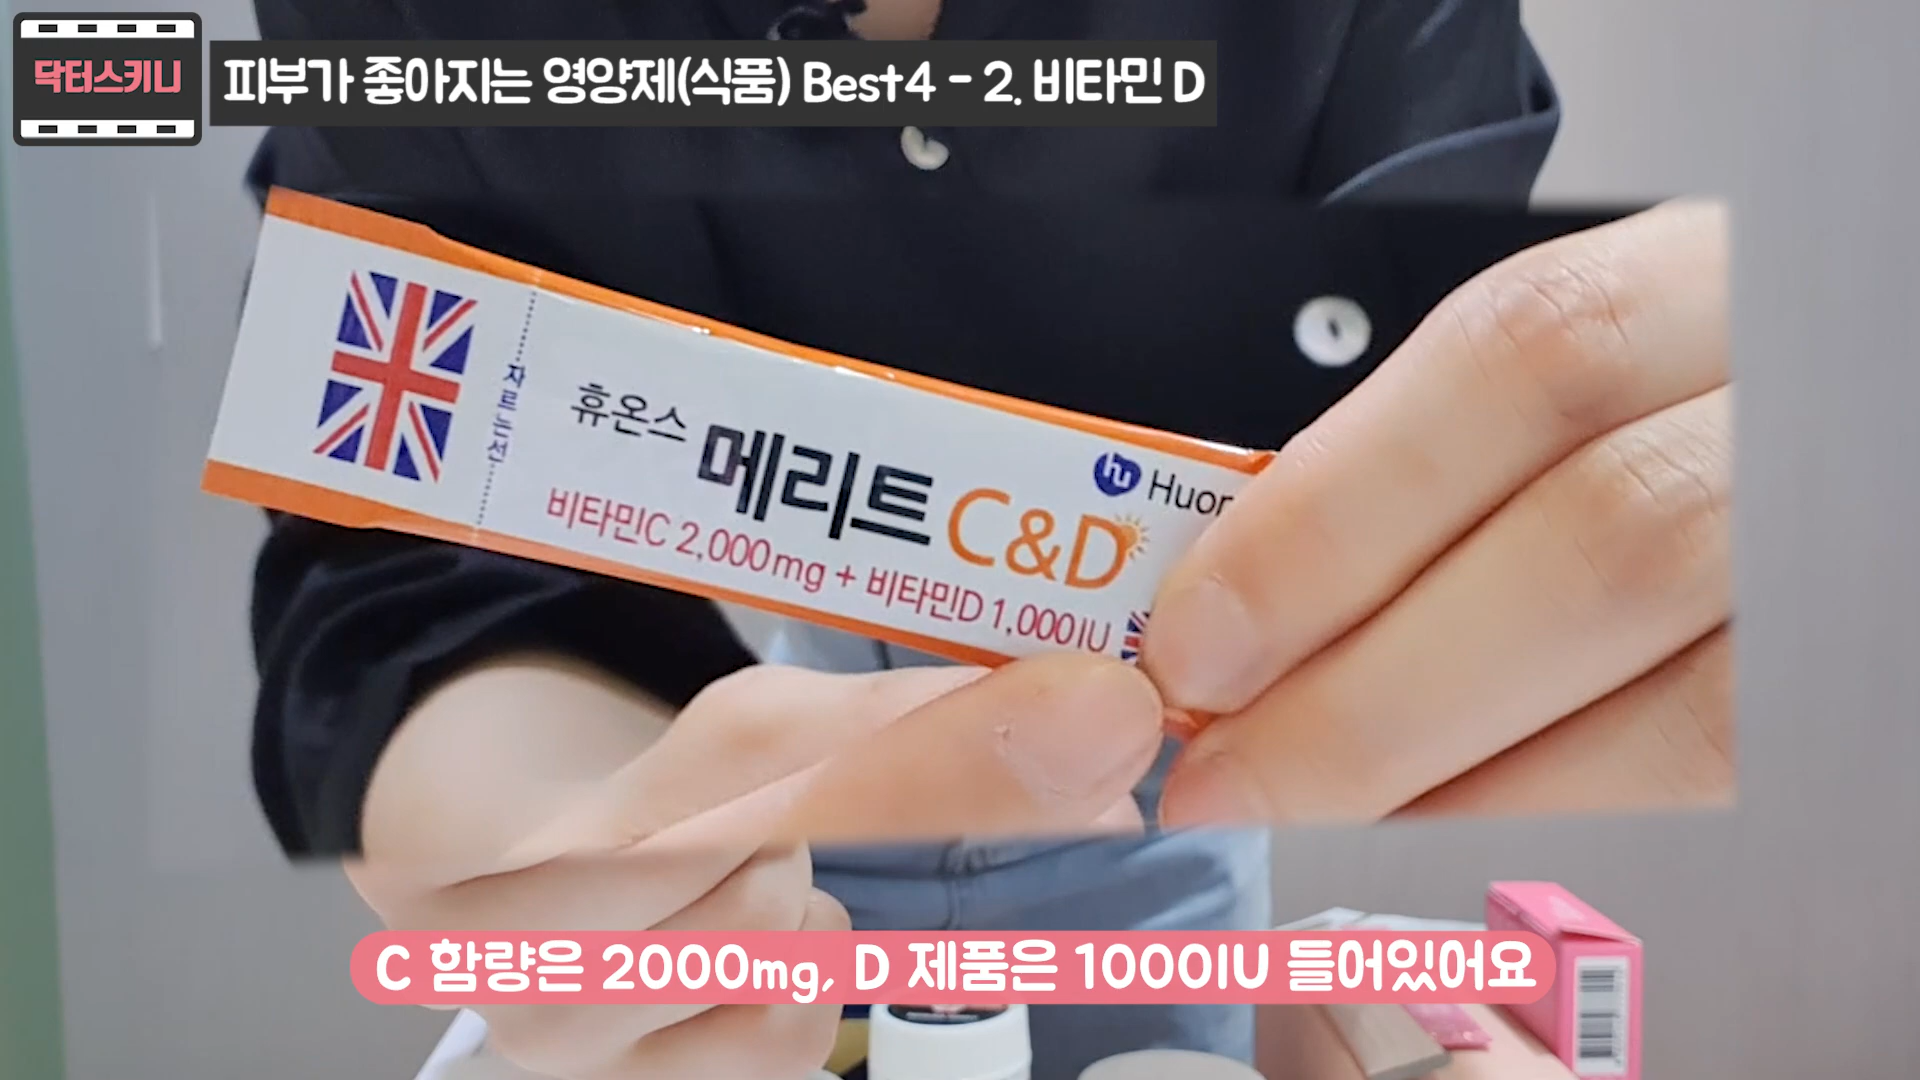 닥터스키니
피부가 좋아지는 영양제(식품) Best4 - 2. 비타민 D
자르는선
휴온스 메리트 C&D
hu Huon
비타민C 2,000mg + 비타민D 1,000IU
C 함량은 2000mg, D 제품은 1000IU 들어있어요